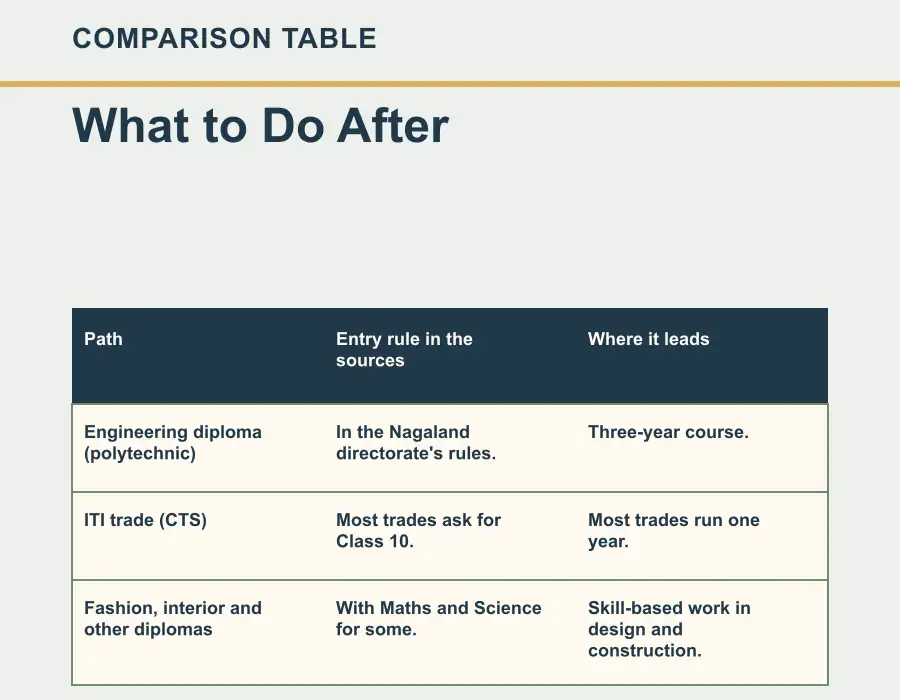 COMPARISON TABLE
What to Do After
Path
Entry rule in the
sources
Where it leads
Engineering diploma
(polytechnic)
In the Nagaland
directorate's rules.
Three-year course.
ITI trade (CTS)
Most trades ask for
Class 10.
Most trades run one
year.
Fashion, interior and
other diplomas
With Maths and Science
for some.
Skill-based work in
design and
construction.